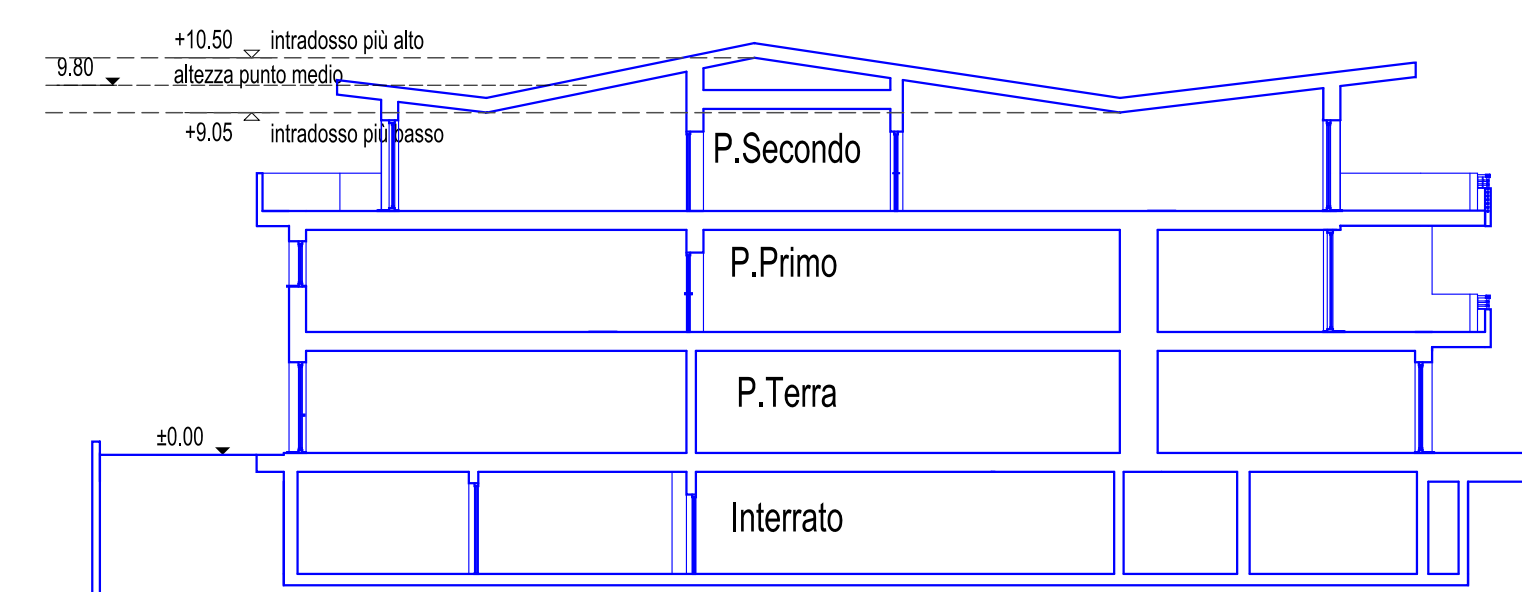 +10.50 intradosso più alto
9.80 altezza punto medio
+9.05 intradosso più basso
P.Secondo
P.Primo
P.Terra
±0.00
Interrato